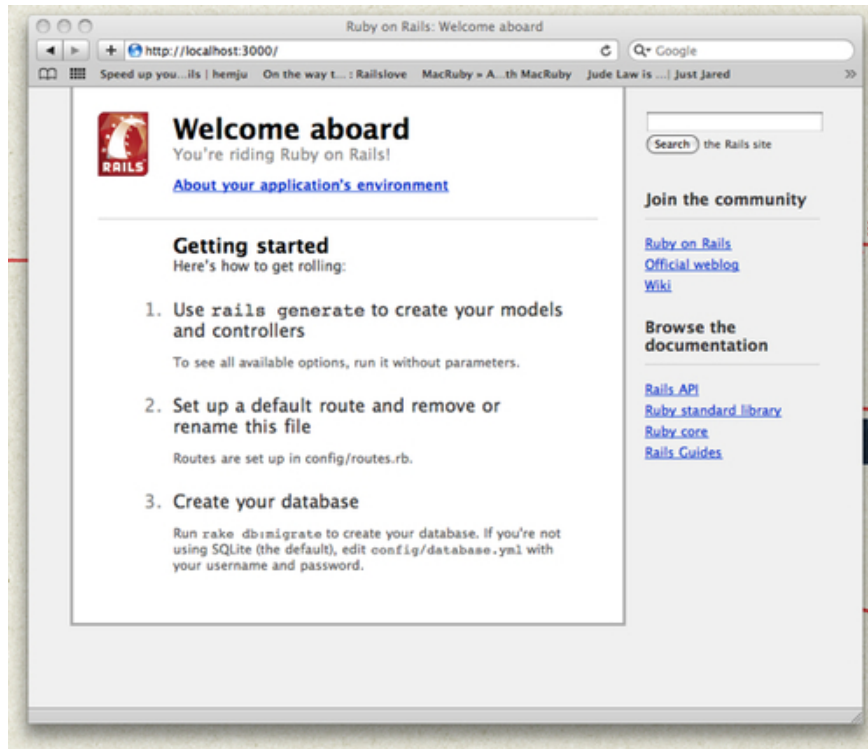 Ruby on Rails: Welcome aboard
http://localhost:3000/
Google
Speed up you...ils | hemju On the way t... : Railslove MacRuby » A...th MacRuby Jude Law is ...| Just Jared
RAILS
Welcome aboard
You're riding Ruby on Rails!
About your application's environment
Getting started
Here's how to get rolling:
1. Use rails generate to create your models
and controllers
To see all available options, run it without parameters.
2. Set up a default route and remove or
rename this file
Routes are set up in config/routes.rb.
3. Create your database
Run rake db:migrate to create your database. If you're not
using SQLite (the default), edit config/database.yml with
your username and password.
Search the Rails site
Join the community
Ruby on Rails
Official weblog
Wiki
Browse the
documentation
Rails API
Ruby standard library
Ruby core
Rails Guides